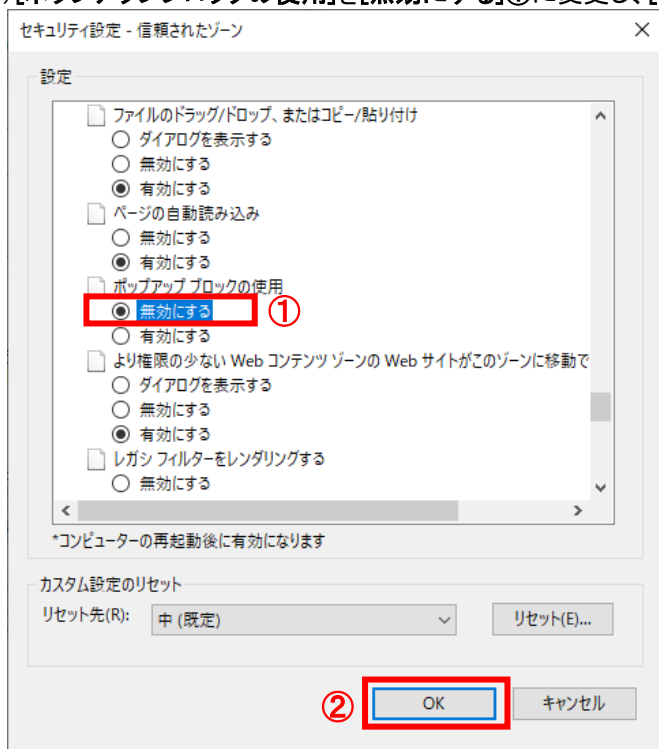 セキュリティ設定 - 信頼されたゾーン
設定
ファイルのドラッグ/ドロップ、またはコピー/貼り付け
ダイアログを表示する
無効にする
有効にする
ページの自動読み込み
無効にする
有効にする
ポップアップ ブロックの使用
無効にする ①
有効にする
より権限の少ない Web コンテンツ ゾーンの Web サイトがこのゾーンに移動で
ダイアログを表示する
無効にする
有効にする
レガシ フィルターをレンダリングする
無効にする
*コンピューターの再起動後に有効になります
カスタム設定のリセット
リセット先(R): 中 (既定) リセット(E)...
② OK キャンセル